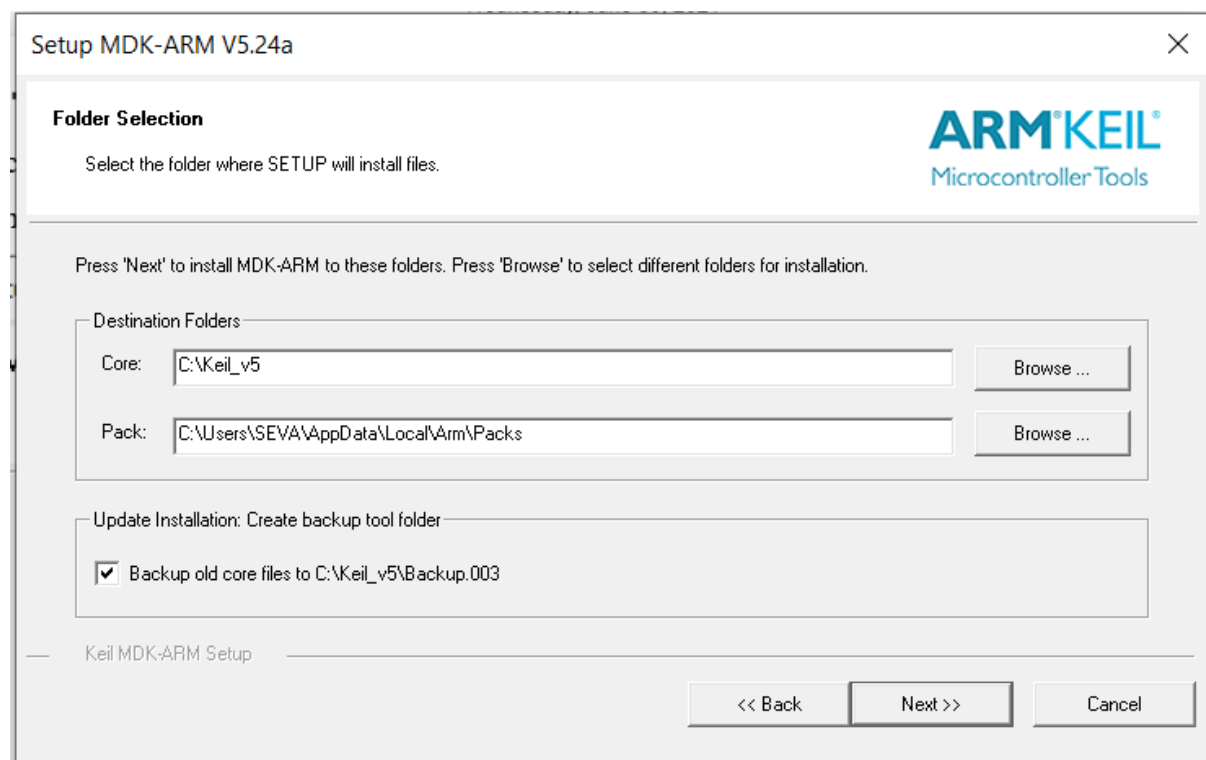 Setup MDK-ARM V5.24a
Folder Selection
Select the folder where SETUP will install files.
ARM®KEIL®
Microcontroller Tools
Press 'Next' to install MDK-ARM to these folders. Press 'Browse' to select different folders for installation.
Destination Folders
Core: C:\Keil_v5 Browse ...
Pack: C:\Users\SEVA\AppData\Local\Arm\Packs Browse ...
Update Installation: Create backup tool folder
Backup old core files to C:\Keil_v5\Backup.003
Keil MDK-ARM Setup
<< Back Next >> Cancel